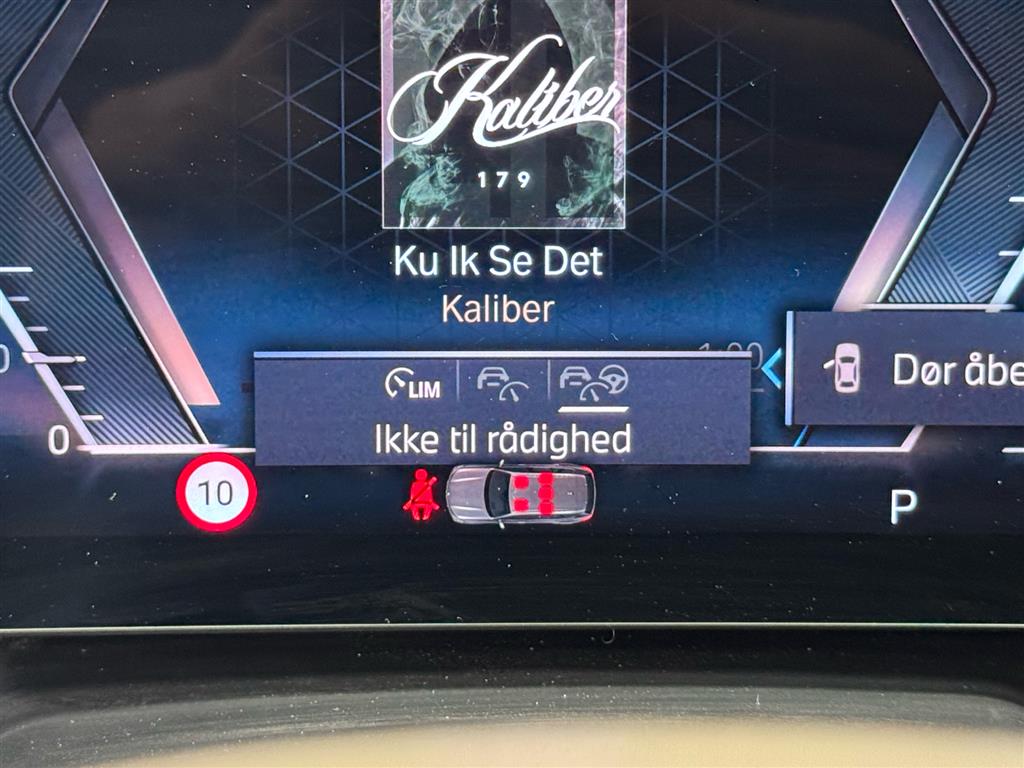 Kaliber
179
Ku Ik Se Det
Kaliber
LIM
Ikke til rådighed
Dør åbe
0
10
P